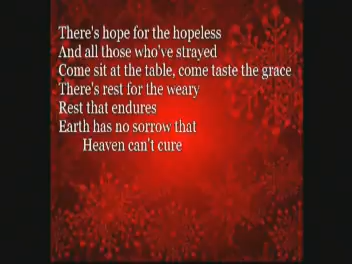 There's hope for the hopeless
And all those who've strayed
Come sit at the table, come taste the grace
There's rest for the weary
Rest that endures
Earth has no sorrow that
Heaven can't cure